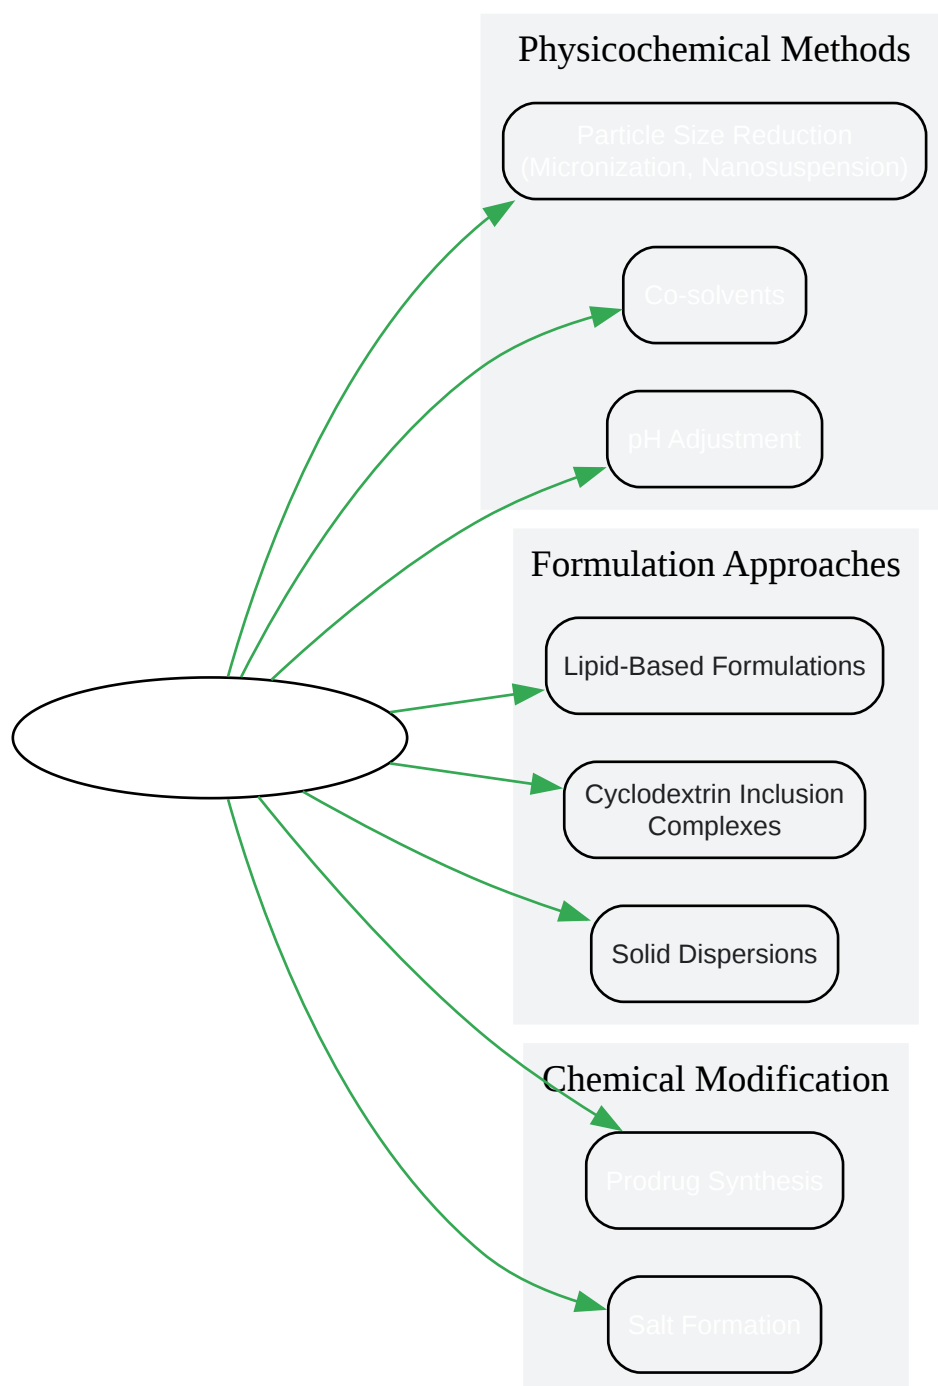 Physicochemical Methods
Particle Size Reduction
(Micronization, Nanosuspension)
Co-solvents
pH Adjustment
Formulation Approaches
Lipid-Based Formulations
Cyclodextrin Inclusion
Complexes
Solid Dispersions
Chemical Modification
Prodrug Synthesis
Salt Formation